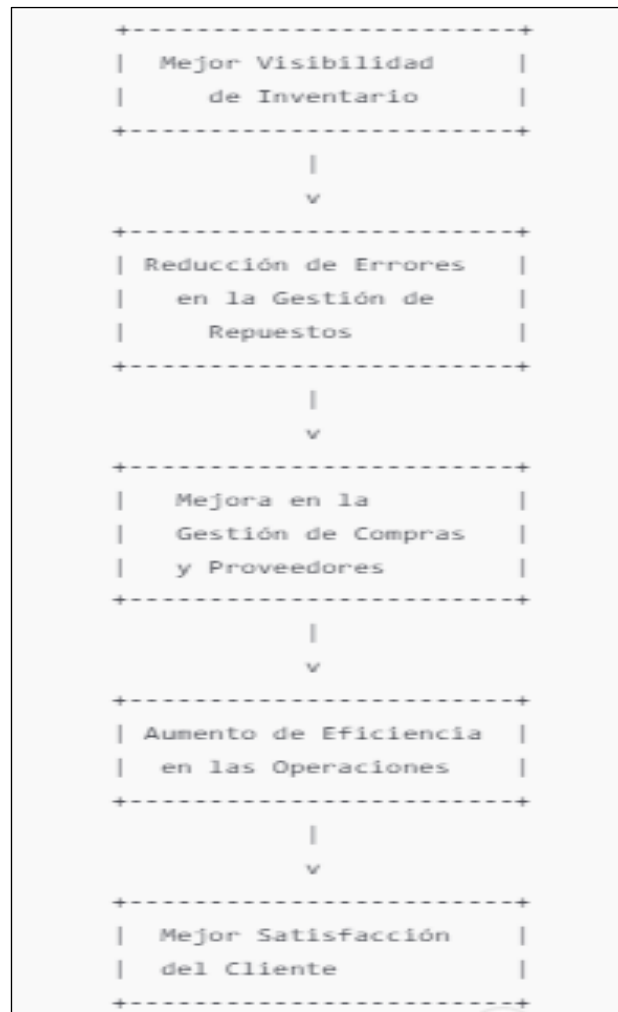 Mejor Visibilidad
de Inventario
Reducción de Errores
en la Gestión de
Repuestos
Mejora en la
Gestión de Compras
y Proveedores
Aumento de Eficiencia
en las Operaciones
Mejor Satisfacción
del Cliente